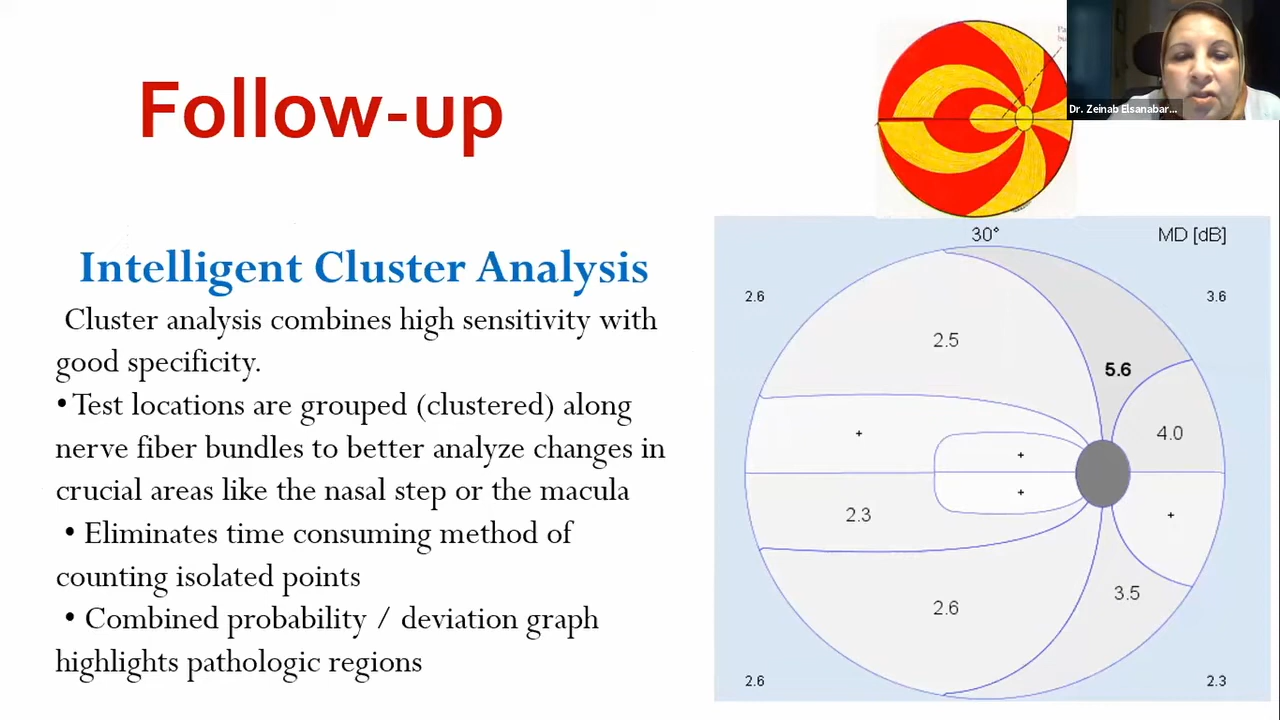 Follow-up
Dr. Zeinab Elsanabar...
Intelligent Cluster Analysis
Cluster analysis combines high sensitivity with
good specificity.
• Test locations are grouped (clustered) along
nerve fiber bundles to better analyze changes in
crucial areas like the nasal step or the macula
• Eliminates time consuming method of
counting isolated points
• Combined probability / deviation graph
highlights pathologic regions
30° MD [dB]
2.6 3.6
2.5
5.6
+ 4.0
+
+
2.3 +
3.5
2.6
2.6 2.3